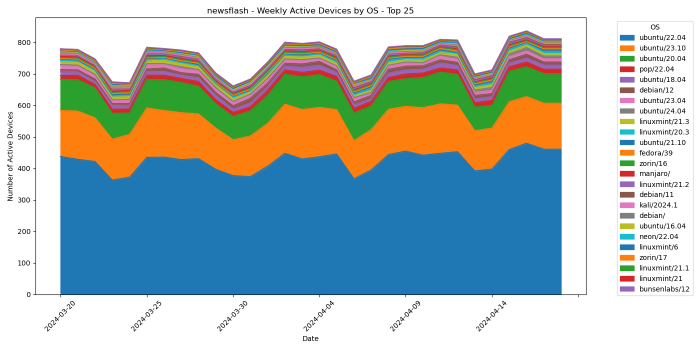 newsflash - Weekly Active Devices by OS - Top 25
Number of Active Devices
800
700
600
500
400
300
200
100
0
2024-03-20
2024-03-25
2024-03-30
2024-04-04
2024-04-09
2024-04-14
Date
OS
ubuntu/22.04
ubuntu/23.10
ubuntu/20.04
pop/22.04
ubuntu/18.04
debian/12
ubuntu/23.04
ubuntu/24.04
linuxmint/21.3
linuxmint/20.3
ubuntu/21.10
fedora/39
zorin/16
manjaro/
linuxmint/21.2
debian/11
kali/2024.1
debian/
ubuntu/16.04
neon/22.04
linuxmint/6
zorin/17
linuxmint/21.1
linuxmint/21
bunsenlabs/12